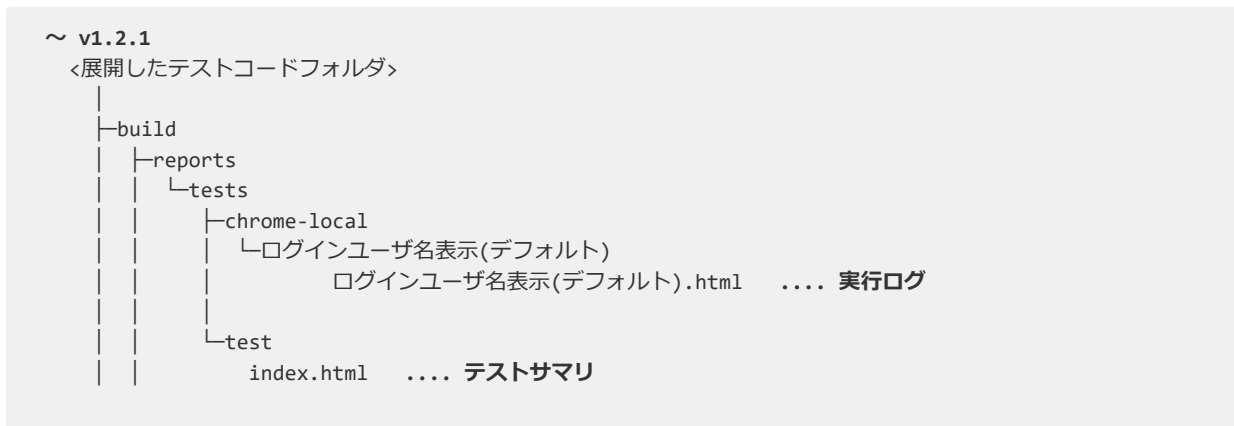 ～ v1.2.1
<展開したテストコードフォルダ>
│
├─build
│ ├─reports
│ │ └─tests
│ │ ├─chrome-local
│ │ │ └─ログインユーザ名表示(デフォルト)
│ │ │ ログインユーザ名表示(デフォルト).html .... 実行ログ
│ │ │
│ │ └─test
│ │ index.html .... テストサマリ